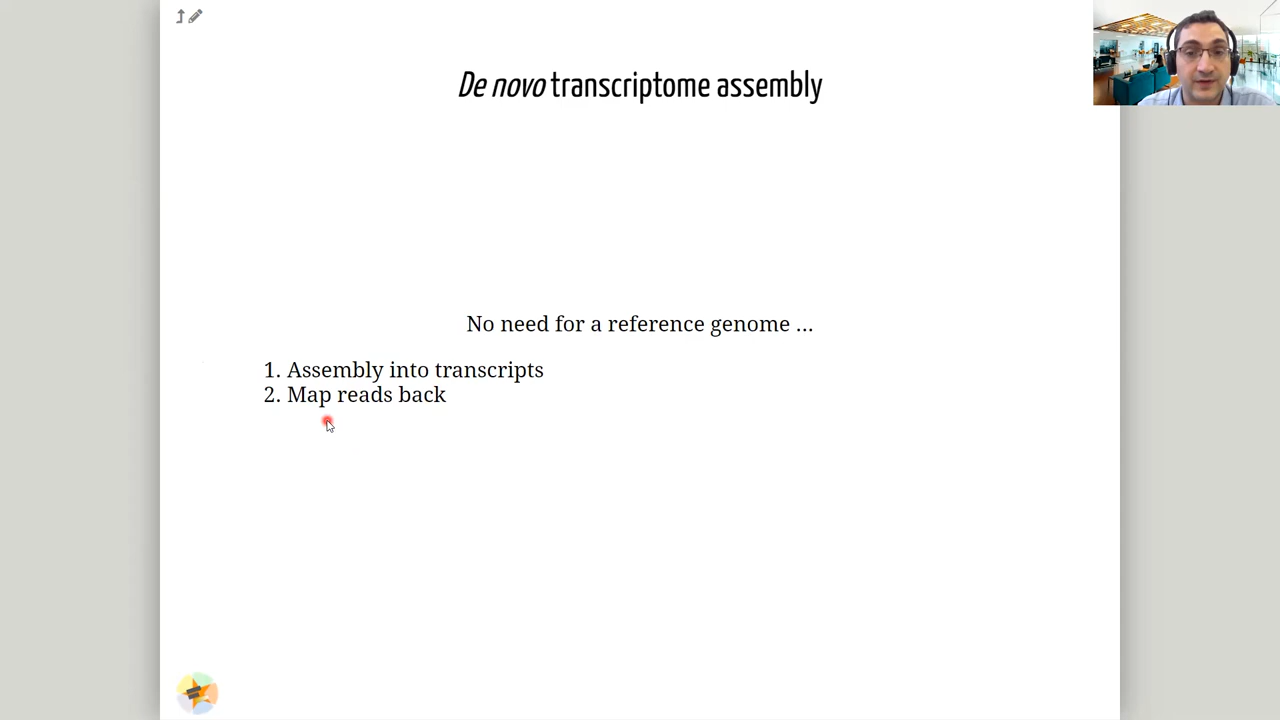 De novo transcriptome assembly
No need for a reference genome ...
1. Assembly into transcripts
2. Map reads back